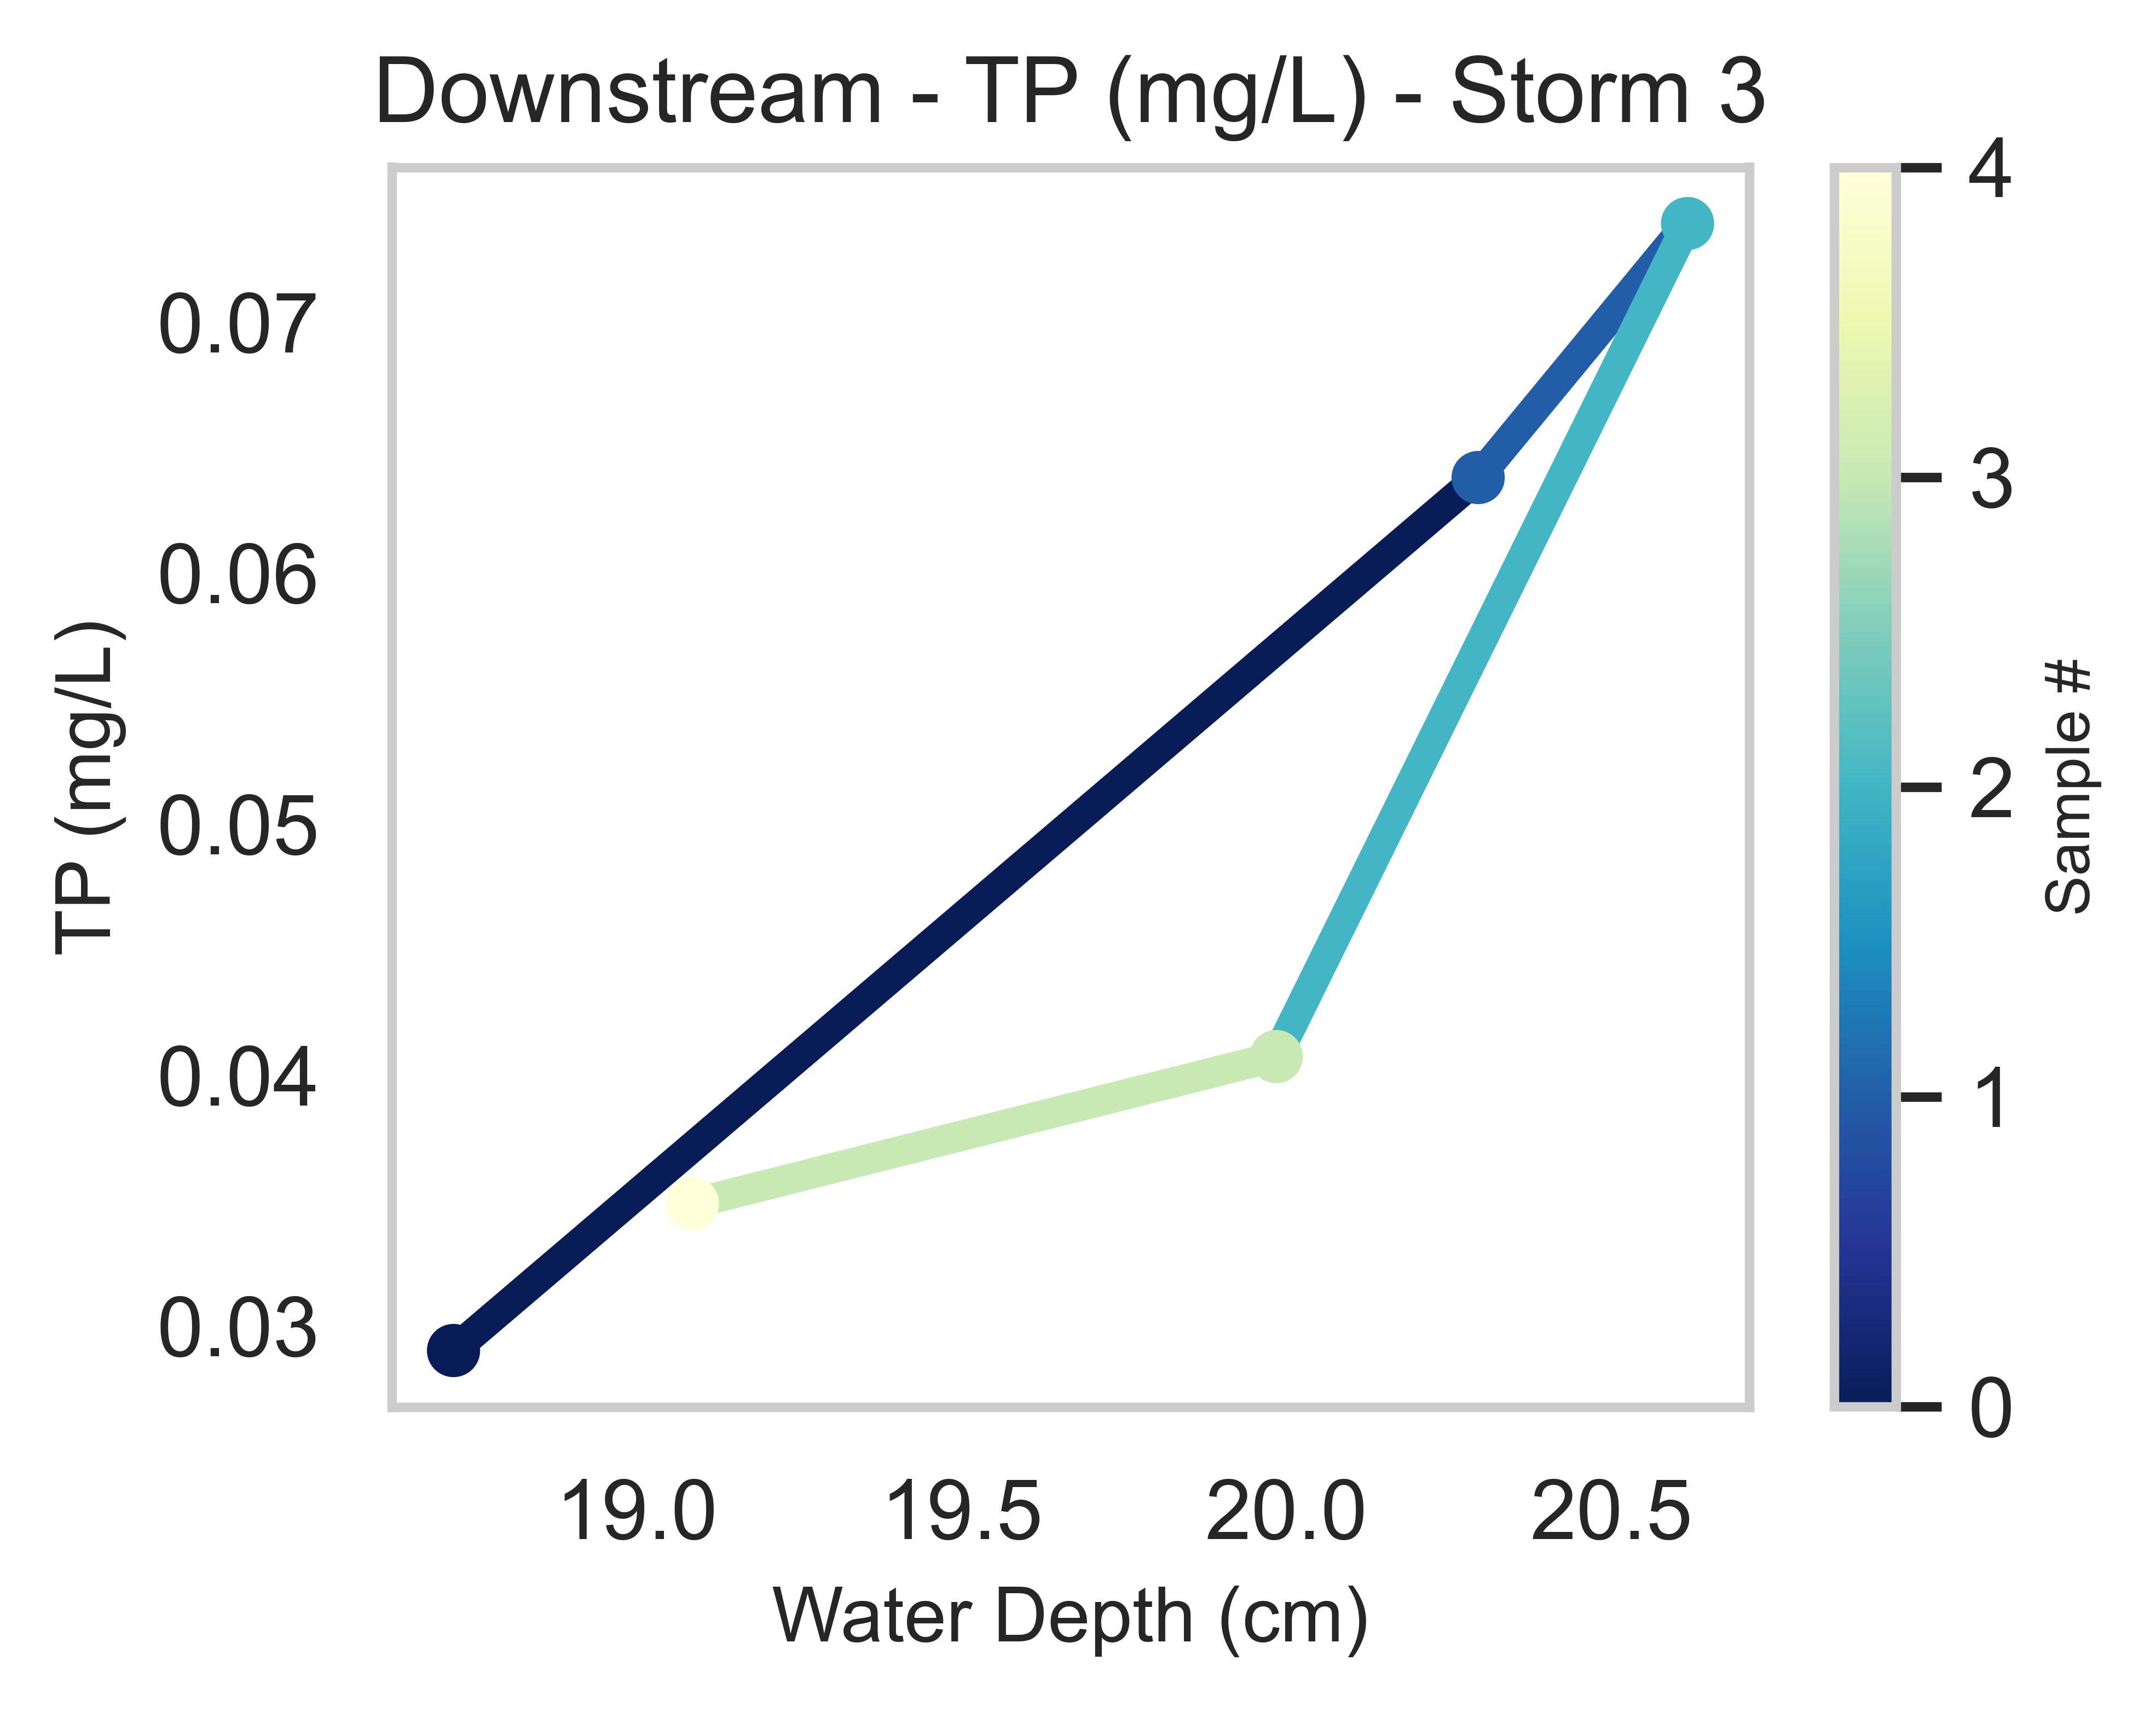 Downstream - TP (mg/L) - Storm 3
TP (mg/L)
0.07
0.06
0.05
0.04
0.03
19.0 19.5 20.0 20.5
Water Depth (cm)
4
3
2
1
0
Sample #